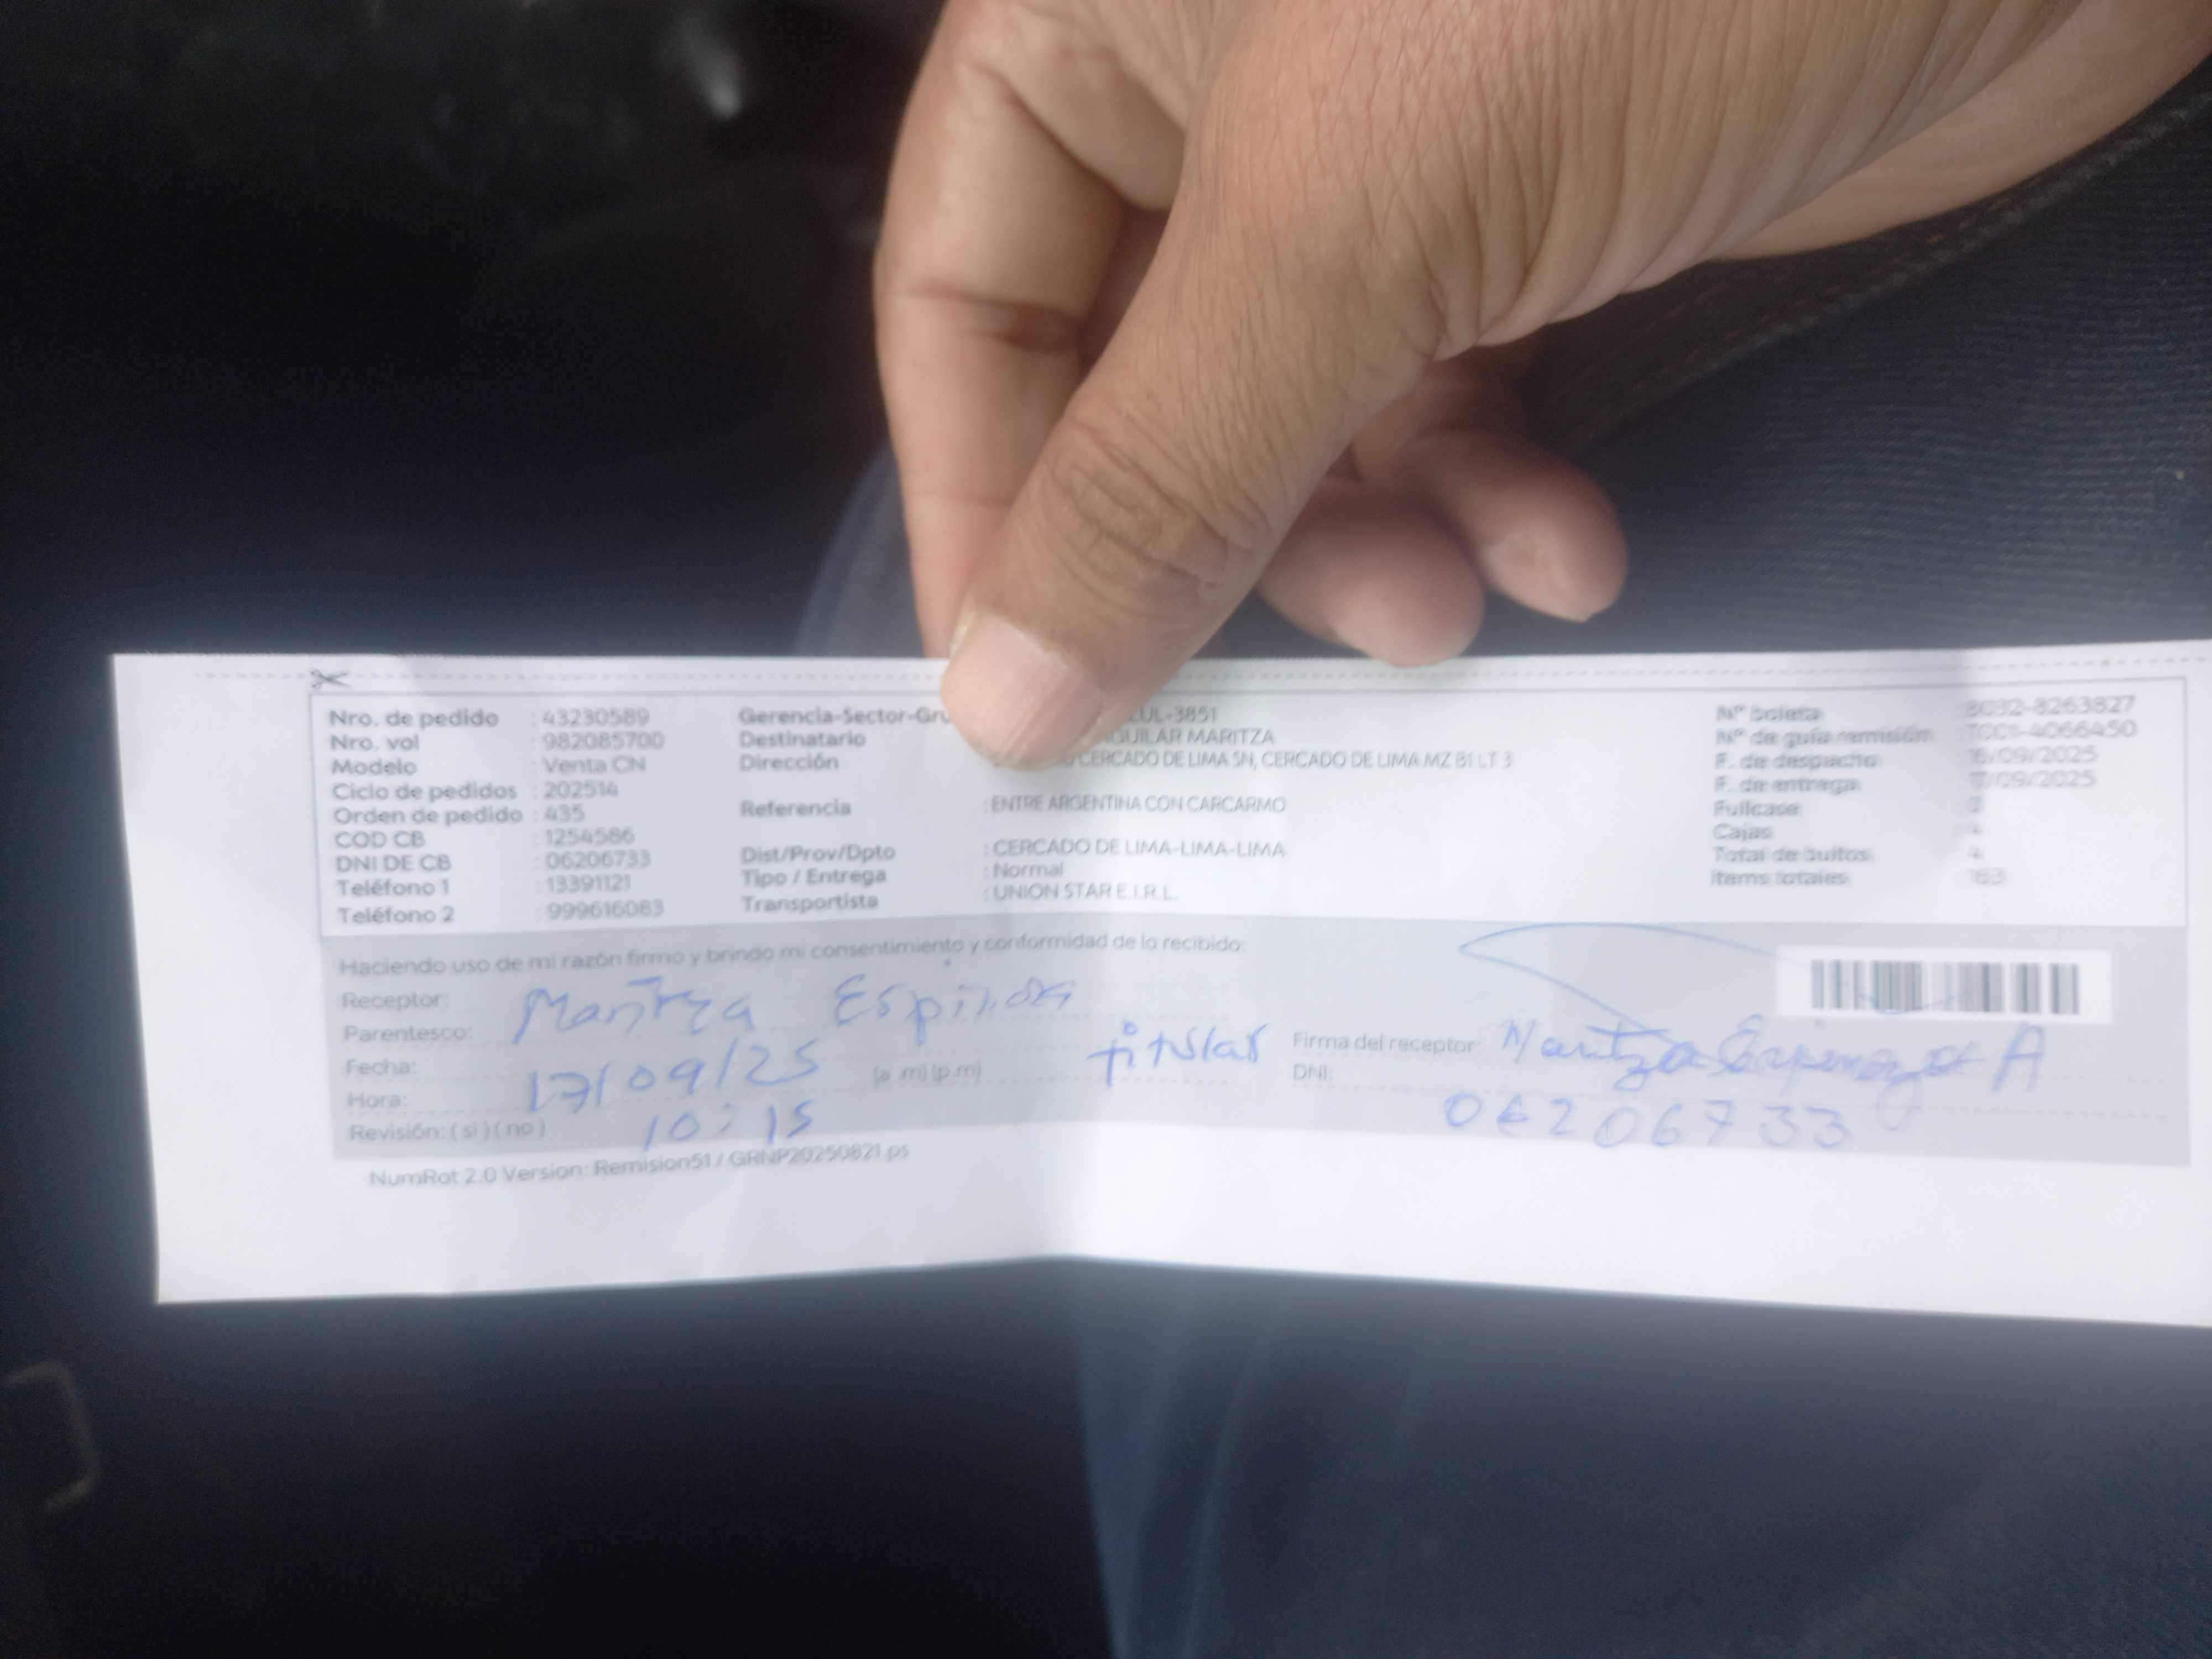 Nro. de pedido : 43230589
Nro. vol : 982085700
Modelo : Venta CN
Ciclo de pedidos : 202514
Orden de pedido : 435
COD CB : 1254586
DNI DE CB : 06206733
Teléfono 1 : 13391121
Teléfono 2 : 999616083
Gerencia-Sector-Gru
Destinatario GUILAR MARITZA
Dirección CERCADO DE LIMA SN, CERCADO DE LIMA MZ B1 LT 3
Referencia : ENTRE ARGENTINA CON CARCARMO
Dist/Prov/Dpto : CERCADO DE LIMA-LIMA-LIMA
Tipo / Entrega : Normal
Transportista : UNION STAR E.I.R.L.
Nº boleta
Nº de guía remisión
F. de despacho 16/09/2025
F. de entrega 17/09/2025
Fullcase
Cajas
Total de bultos
Items totales
Haciendo uso de mi razón firmo y brindo mi consentimiento y conformidad de lo recibido:
Receptor: Maritza
Parentesco: titular
Fecha: 17/09/25 (a.m) (p.m)
Hora: 10:15
Revisión: ( si ) ( no )
Firma del receptor: Maritza A
DNI: 06206733
NumRot 2.0 Version: Remision51 / GRNP20250821.ps